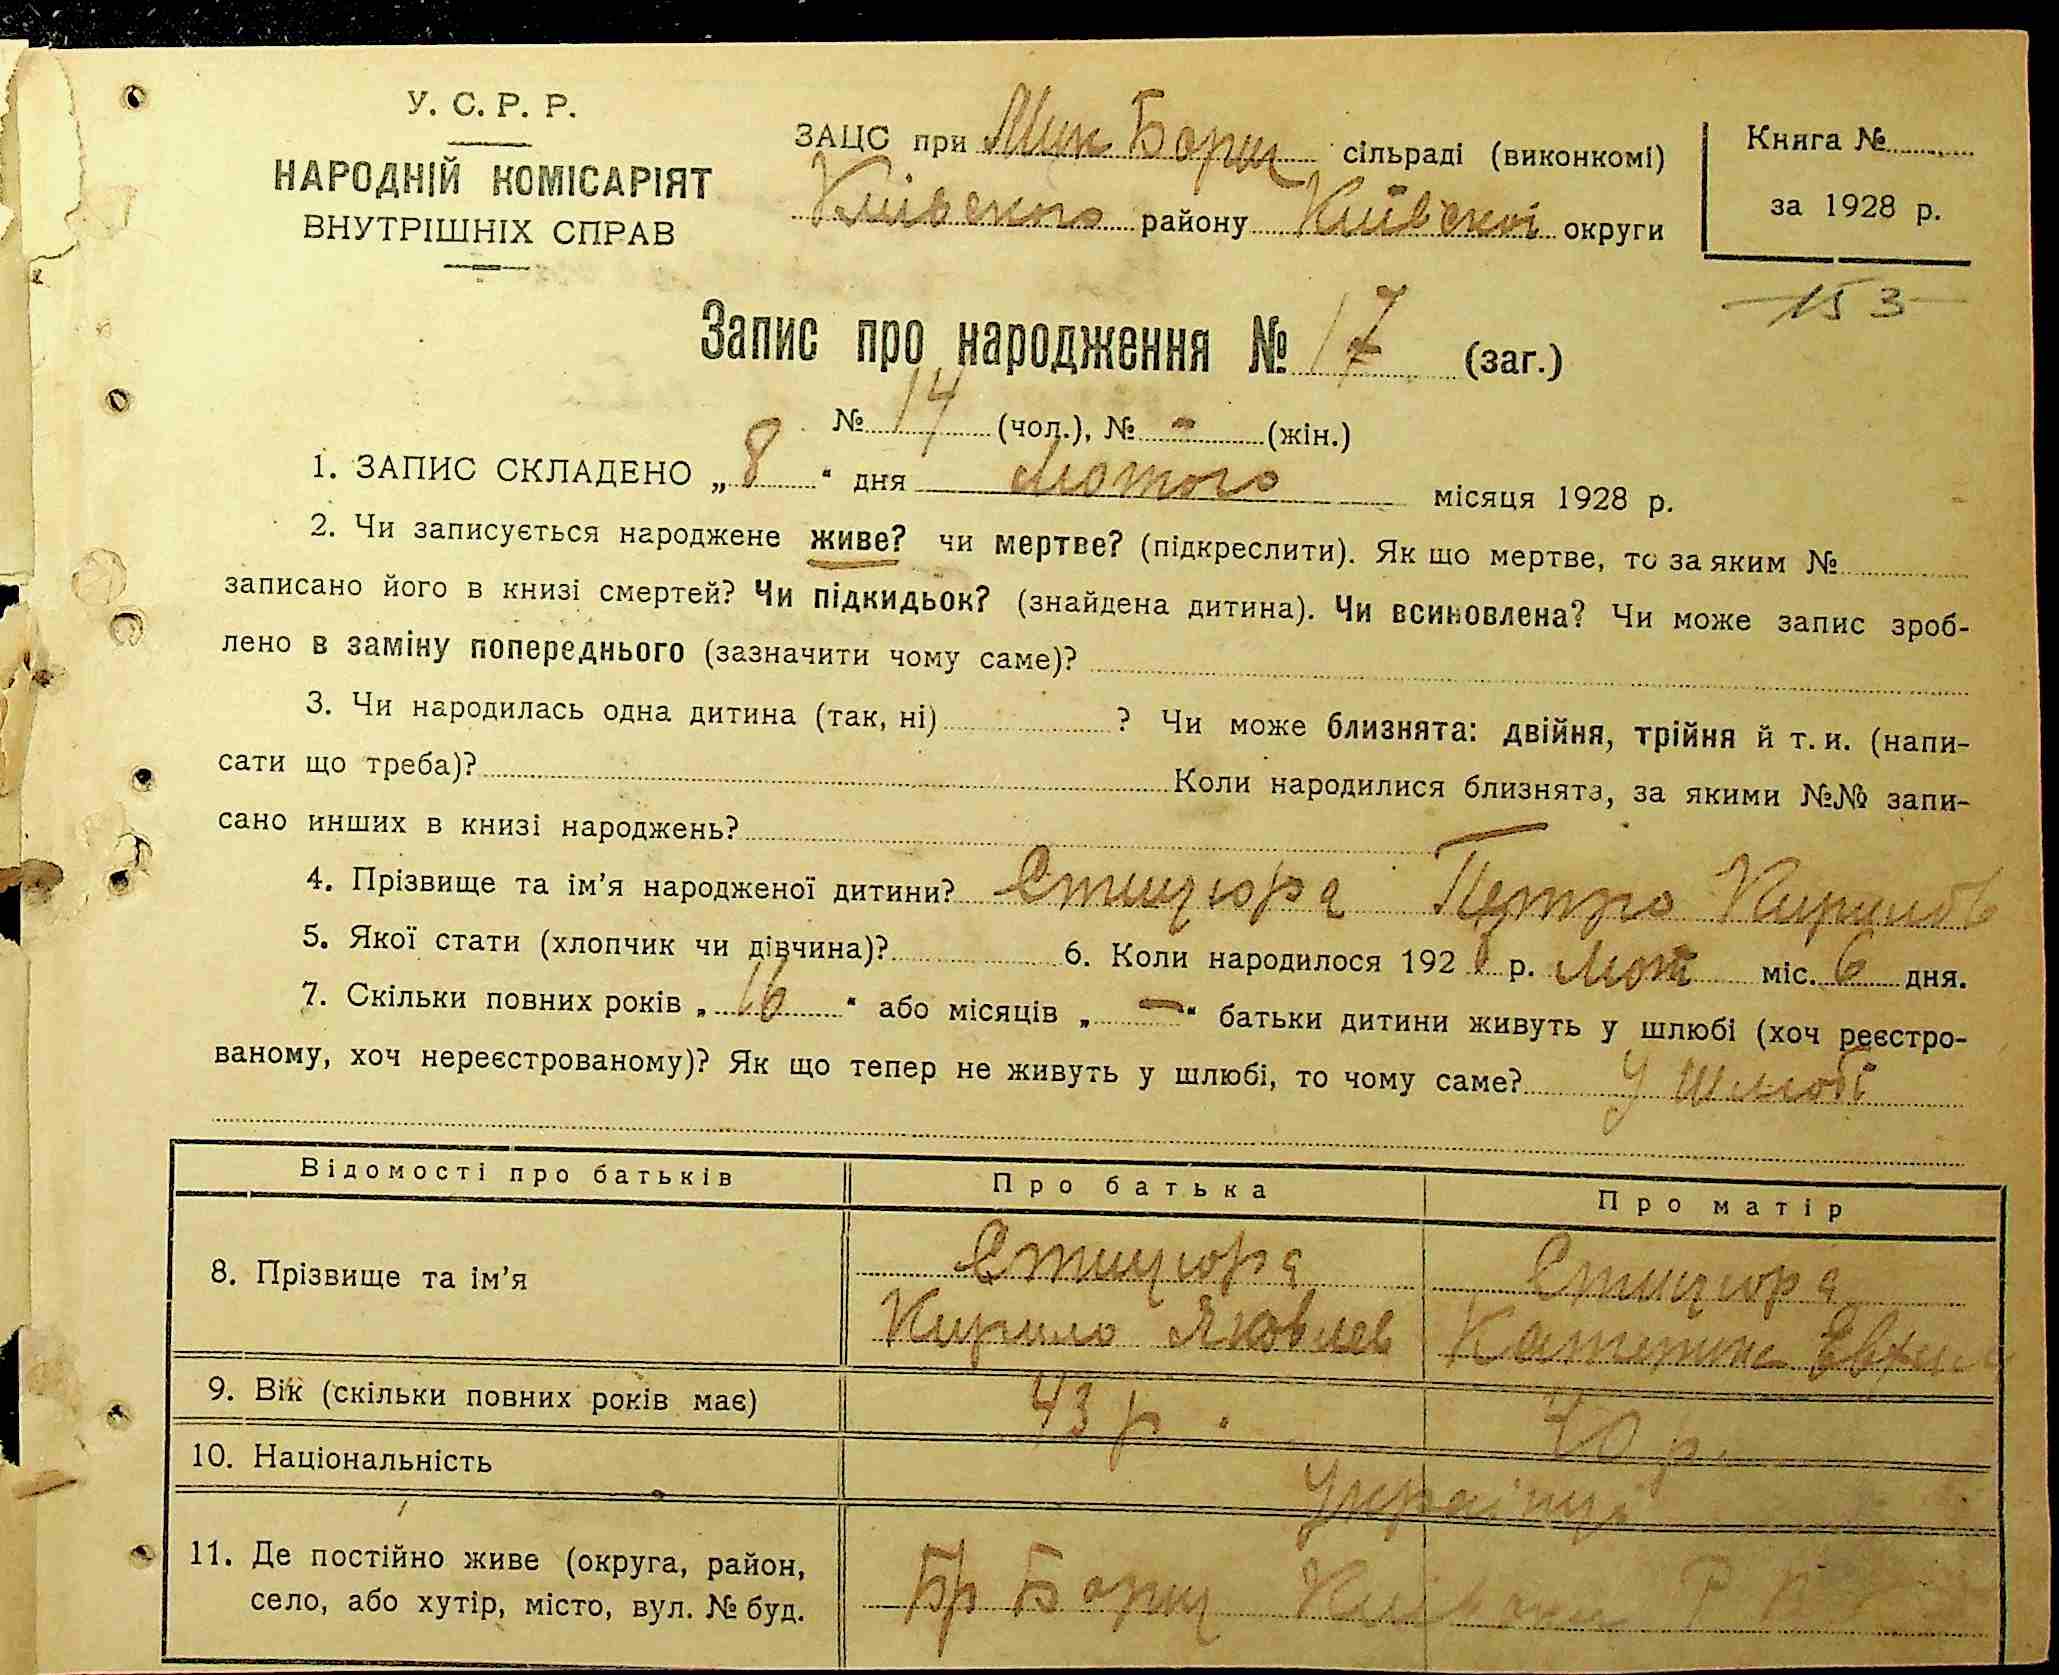 У. С. Р. Р.
НАРОДНІЙ КОМІСАРІЯТ
ВНУТРІШНІХ СПРАВ
ЗАЦС при Мик Борщ сільраді (виконкомі)
Київського району Київської округи
Книга №
за 1928 р.
153
Запис про народження № 17 (заг.)
№ 14 (чол.), № - (жін.)
1. ЗАПИС СКЛАДЕНО „ 8 “ дня Лютого місяця 1928 р.
2. Чи записується народжене живе? чи мертве? (підкреслити). Як що мертве, то за яким №
записано його в книзі смертей? Чи підкидьок? (знайдена дитина). Чи всиновлена? Чи може запис зроб-
лено в заміну попереднього (зазначити чому саме)?
3. Чи народилась одна дитина (так, ні) ? Чи може близнята: двійня, трійня й т. и. (напи-
сати що треба)? Коли народилися близнята, за якими №№ запи-
сано инших в книзі народжень?
4. Прізвище та ім’я народженої дитини? Стицюра Петро Кирилов
5. Якої стати (хлопчик чи дівчина)? 6. Коли народилося 192 8 р. Лют міс. 6 дня.
7. Скільки повних років „ 16 “ або місяців „ — “ батьки дитини живуть у шлюбі (хоч реєстро-
ваному, хоч нереєстрованому)? Як що тепер не живуть у шлюбі, то чому саме? У шлюбі
Відомості про батьків Про батька Про матір
8. Прізвище та ім’я Стицюра Стицюра
Кирило Яковлев
9. Вік (скільки повних років має) 43 р. 40 р.
10. Національність Українці
11. Де постійно живе (округа, район,
село, або хутір, місто, вул. № буд. Борщ